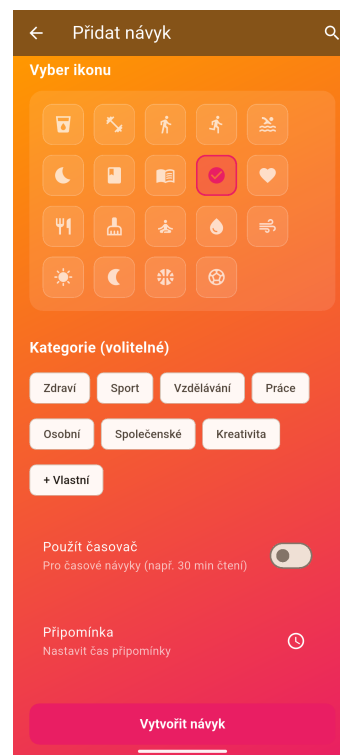 Přidat návyk
Vyber ikonu
Kategorie (volitelné)
Zdraví
Sport
Vzdělávání
Práce
Osobní
Společenské
Kreativita
+ Vlastní
Použít časovač
Pro časové návyky (např. 30 min čtení)
Připomínka
Nastavit čas připomínky
Vytvořit návyk